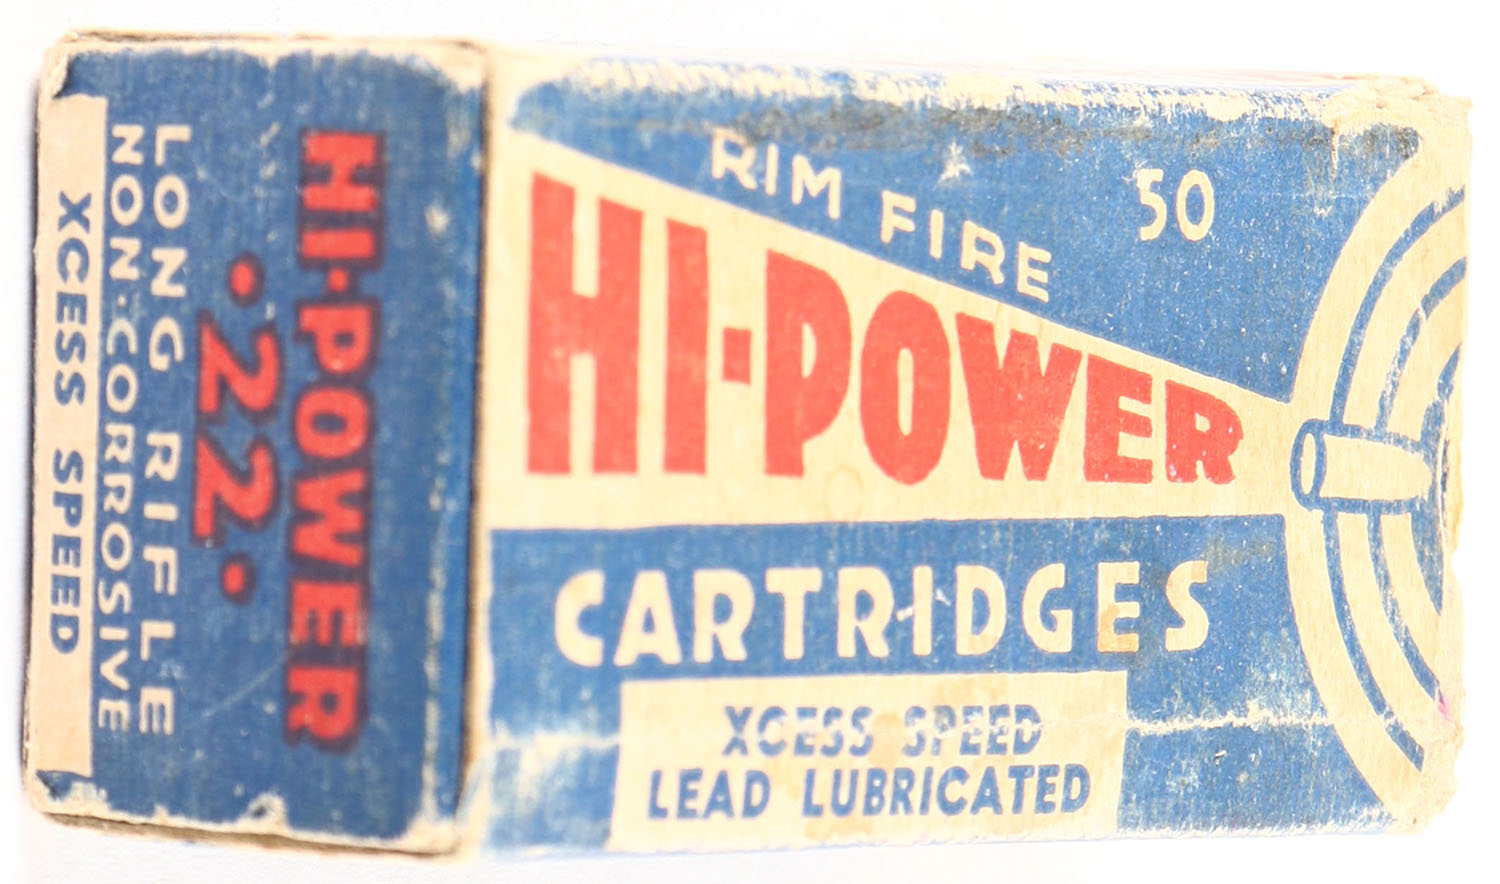 HI-POWER
.22.
LONG RIFLE
NON-CORROSIVE
XCESS SPEED
RIM FIRE
50
HI-POWER
CARTRIDGES
XCESS SPEED
LEAD LUBRICATED